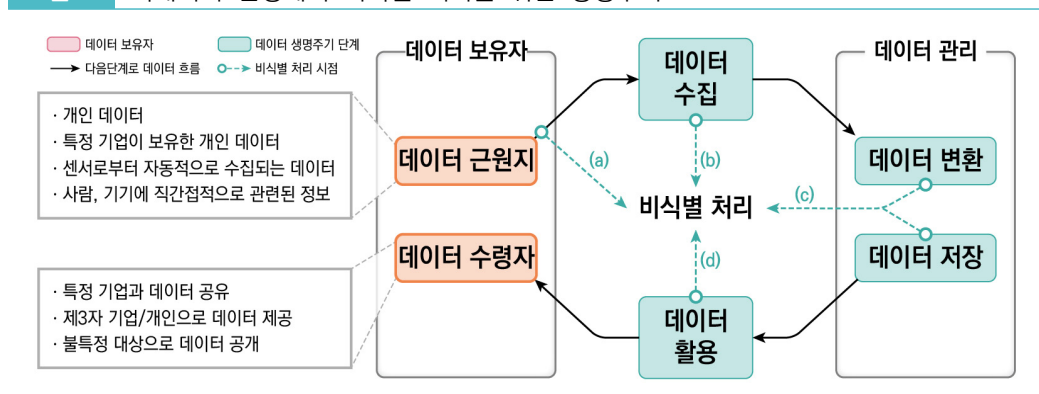 데이터 보유자
데이터 생명주기 단계
다음단계로 데이터 흐름
비식별 처리 시점
· 개인 데이터
· 특정 기업이 보유한 개인 데이터
· 센서로부터 자동적으로 수집되는 데이터
· 사람, 기기에 직간접적으로 관련된 정보
· 특정 기업과 데이터 공유
· 제3자 기업/개인으로 데이터 제공
· 불특정 대상으로 데이터 공개
데이터 보유자
데이터 근원지
데이터 수령자
데이터
수집
(a)
(b)
비식별 처리
(c)
(d)
데이터
활용
데이터 관리
데이터 변환
데이터 저장